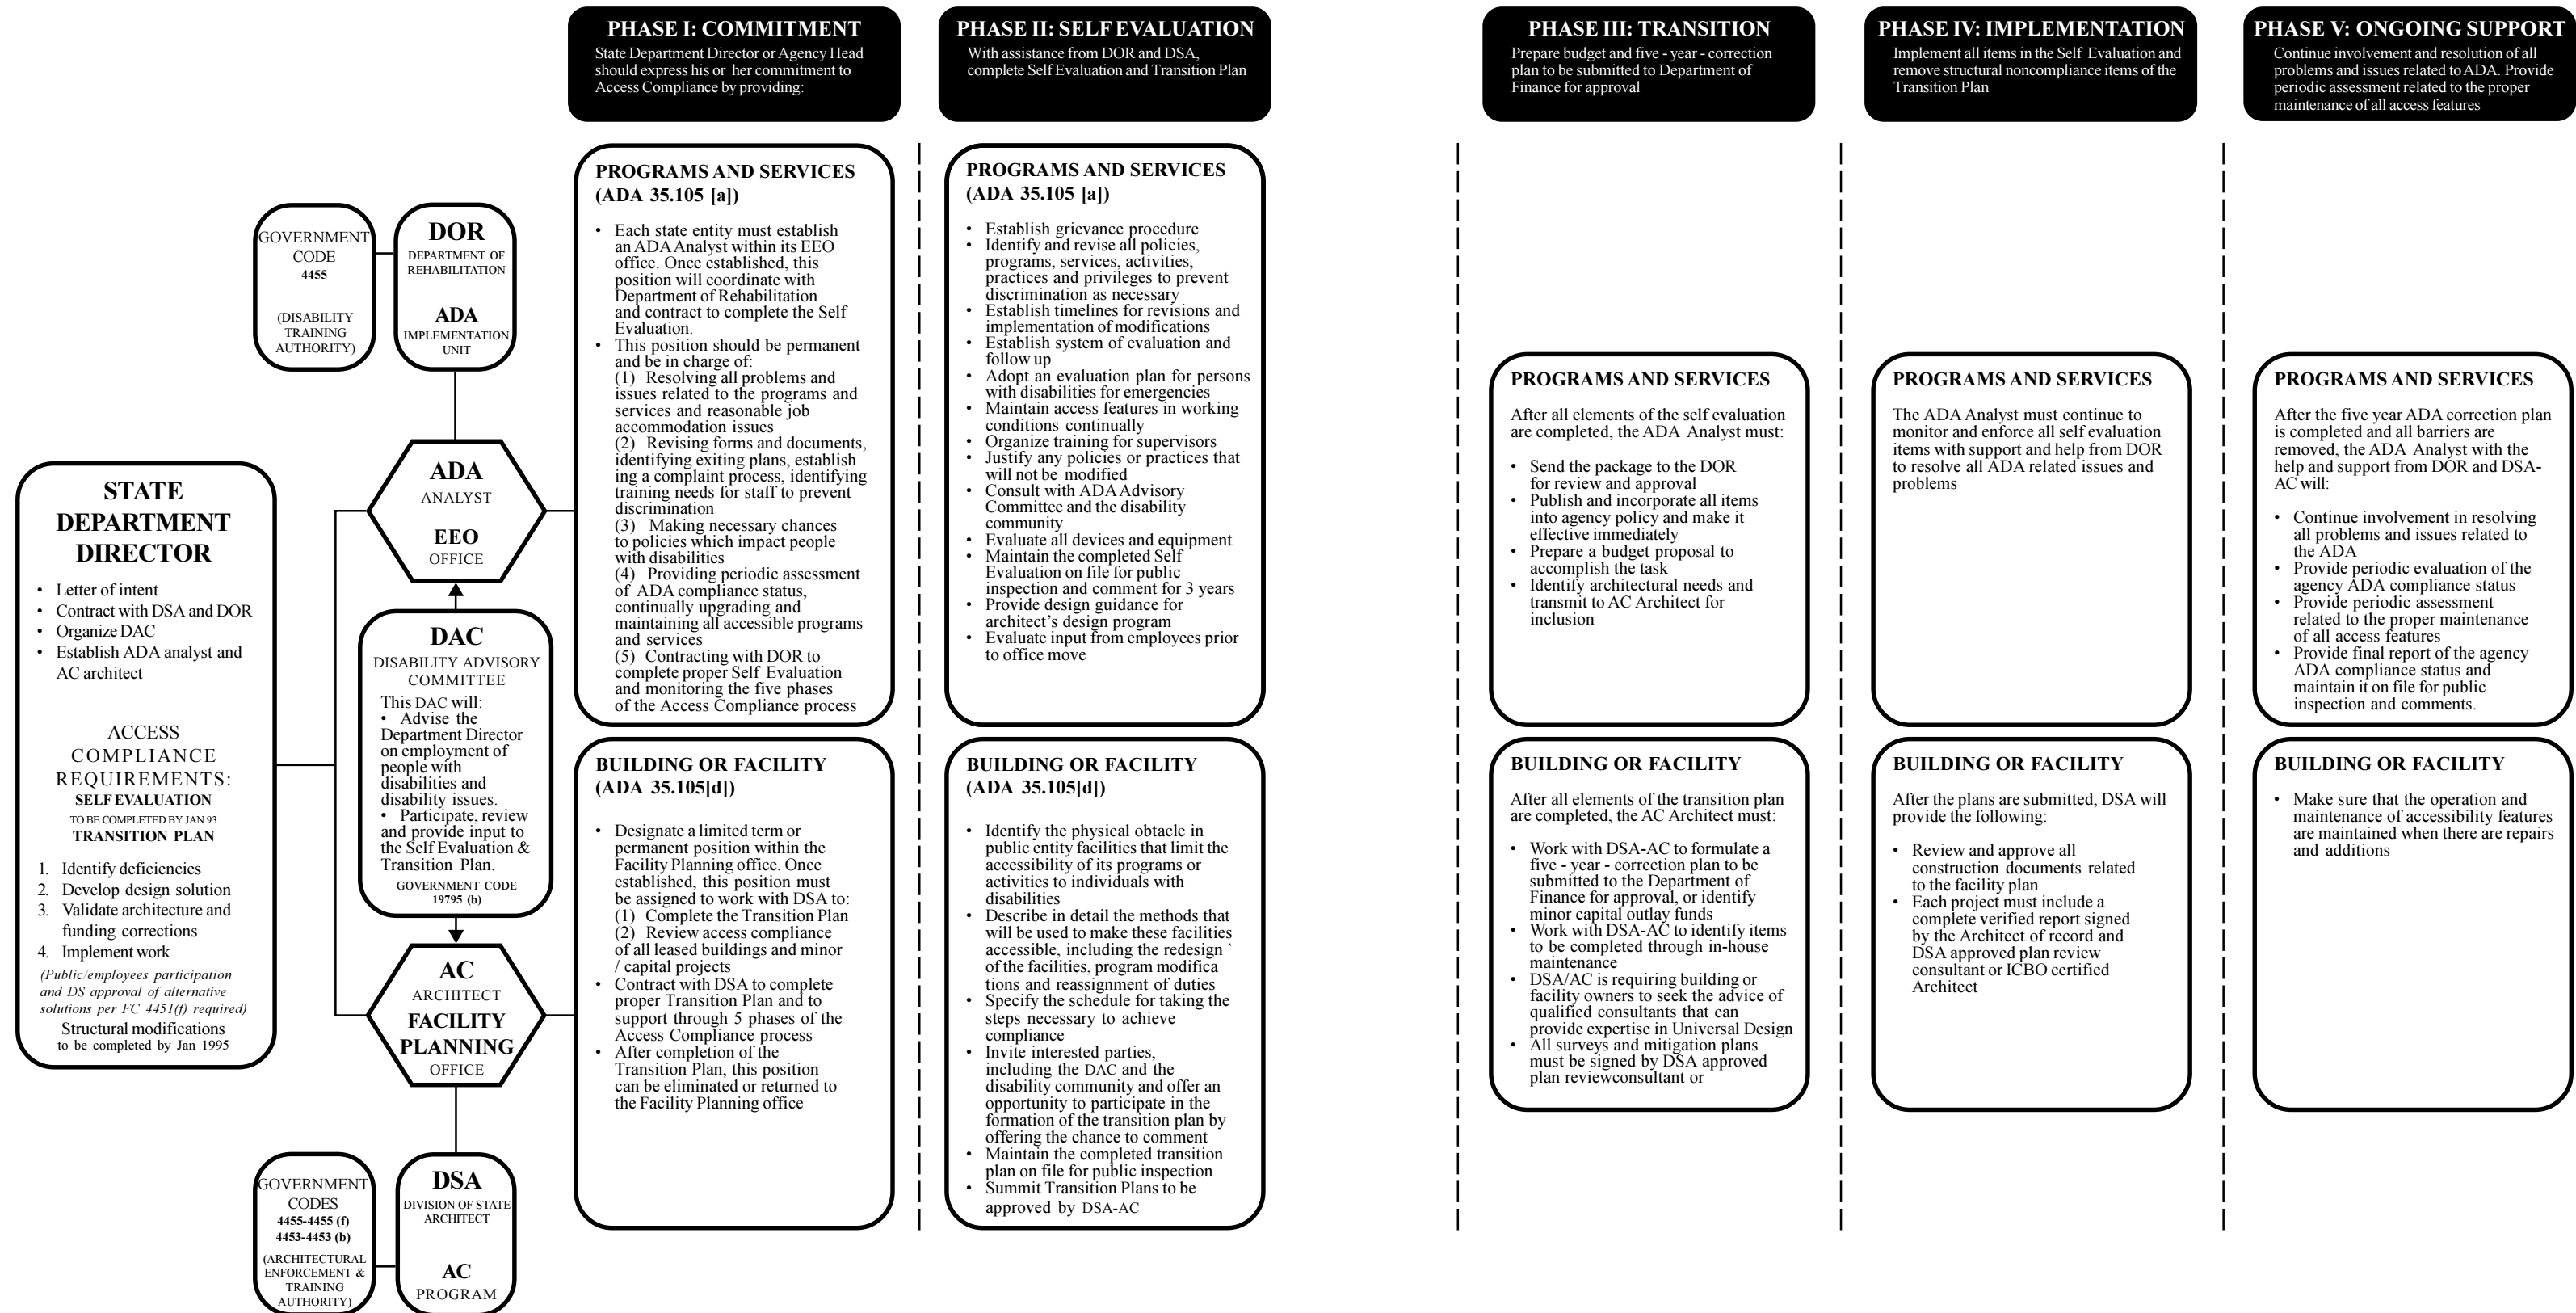 PHASE I: COMMITMENT
State Department Director or Agency Head
should express his or her commitment to
Access Compliance by providing:
PHASE II: SELF EVALUATION
With assistance from DOR and DSA,
complete Self Evaluation and Transition Plan
PHASE III: TRANSITION
Prepare budget and five - year - correction
plan to be submitted to Department of
Finance for approval
PHASE IV: IMPLEMENTATION
Implement all items in the Self Evaluation and
remove structural noncompliance items of the
Transition Plan
PHASE V: ONGOING SUPPORT
Continue involvement and resolution of all
problems and issues related to ADA. Provide
periodic assessment related to the proper
maintenance of all access features
STATE
DEPARTMENT
DIRECTOR
• Letter of intent
• Contract with DSA and DOR
• Organize DAC
• Establish ADA analyst and
AC architect
ACCESS
COMPLIANCE
REQUIREMENTS:
SELF EVALUATION
TO BE COMPLETED BY JAN 93
TRANSITION PLAN
1. Identify deficiencies
2. Develop design solution
3. Validate architecture and
funding corrections
4. Implement work
(Public/employees participation
and DS approval of alternative
solutions per FC 4451(f) required)
Structural modifications
to be completed by Jan 1995
GOVERNMENT
CODE
4455
(DISABILITY
TRAINING
AUTHORITY)
DOR
DEPARTMENT OF
REHABILITATION
ADA
IMPLEMENTATION
UNIT
ADA
ANALYST
EEO
OFFICE
DAC
DISABILITY ADVISORY
COMMITTEE
This DAC will:
• Advise the
Department Director
on employment of
people with
disabilities and
disability issues.
• Participate, review
and provide input to
the Self Evaluation &
Transition Plan.
GOVERNMENT CODE
19795 (b)
AC
ARCHITECT
FACILITY
PLANNING
OFFICE
GOVERNMENT
CODES
4455-4455 (f)
4453-4453 (b)
(ARCHITECTURAL
ENFORCEMENT &
TRAINING
AUTHORITY)
DSA
DIVISION OF STATE
ARCHITECT
AC
PROGRAM
PROGRAMS AND SERVICES
(ADA 35.105 [a])
• Each state entity must establish
an ADA Analyst within its EEO
office. Once established, this
position will coordinate with
Department of Rehabilitation
and contract to complete the Self
Evaluation.
• This position should be permanent
and be in charge of:
(1) Resolving all problems and
issues related to the programs and
services and reasonable job
accommodation issues
(2) Revising forms and documents,
identifying exiting plans, establish
ing a complaint process, identifying
training needs for staff to prevent
discrimination
(3) Making necessary chances
to policies which impact people
with disabilities
(4) Providing periodic assessment
of ADA compliance status,
continually upgrading and
maintaining all accessible programs
and services
(5) Contracting with DOR to
complete proper Self Evaluation
and monitoring the five phases
of the Access Compliance process
BUILDING OR FACILITY
(ADA 35.105[d])
• Designate a limited term or
permanent position within the
Facility Planning office. Once
established, this position must
be assigned to work with DSA to:
(1) Complete the Transition Plan
(2) Review access compliance
of all leased buildings and minor
/ capital projects
• Contract with DSA to complete
proper Transition Plan and to
support through 5 phases of the
Access Compliance process
• After completion of the
Transition Plan, this position
can be eliminated or returned to
the Facility Planning office
PROGRAMS AND SERVICES
(ADA 35.105 [a])
• Establish grievance procedure
• Identify and revise all policies,
programs, services, activities,
practices and privileges to prevent
discrimination as necessary
• Establish timelines for revisions and
implementation of modifications
• Establish system of evaluation and
follow up
• Adopt an evaluation plan for persons
with disabilities for emergencies
• Maintain access features in working
conditions continually
• Organize training for supervisors
• Justify any policies or practices that
will not be modified
• Consult with ADA Advisory
Committee and the disability
community
• Evaluate all devices and equipment
• Maintain the completed Self
Evaluation on file for public
inspection and comment for 3 years
• Provide design guidance for
architect's design program
• Evaluate input from employees prior
to office move
BUILDING OR FACILITY
(ADA 35.105[d])
• Identify the physical obtacle in
public entity facilities that limit the
accessibility of its programs or
activities to individuals with
disabilities
• Describe in detail the methods that
will be used to make these facilities
accessible, including the redesign `
of the facilities, program modifica
tions and reassignment of duties
• Specify the schedule for taking the
steps necessary to achieve
compliance
• Invite interested parties,
including the DAC and the
disability community and offer an
opportunity to participate in the
formation of the transition plan by
offering the chance to comment
• Maintain the completed transition
plan on file for public inspection
• Summit Transition Plans to be
approved by DSA-AC
PROGRAMS AND SERVICES
After all elements of the self evaluation
are completed, the ADA Analyst must:
• Send the package to the DOR
for review and approval
• Publish and incorporate all items
into agency policy and make it
effective immediately
• Prepare a budget proposal to
accomplish the task
• Identify architectural needs and
transmit to AC Architect for
inclusion
BUILDING OR FACILITY
After all elements of the transition plan
are completed, the AC Architect must:
• Work with DSA-AC to formulate a
five - year - correction plan to be
submitted to the Department of
Finance for approval, or identify
minor capital outlay funds
• Work with DSA-AC to identify items
to be completed through in-house
maintenance
• DSA/AC is requiring building or
facility owners to seek the advice of
qualified consultants that can
provide expertise in Universal Design
• All surveys and mitigation plans
must be signed by DSA approved
plan reviewconsultant or
PROGRAMS AND SERVICES
The ADA Analyst must continue to
monitor and enforce all self evaluation
items with support and help from DOR
to resolve all ADA related issues and
problems
BUILDING OR FACILITY
After the plans are submitted, DSA will
provide the following:
• Review and approve all
construction documents related
to the facility plan
• Each project must include a
complete verified report signed
by the Architect of record and
DSA approved plan review
consultant or ICBO certified
Architect
PROGRAMS AND SERVICES
After the five year ADA correction plan
is completed and all barriers are
removed, the ADA Analyst with the
help and support from DOR and DSA-
AC will:
• Continue involvement in resolving
all problems and issues related to
the ADA
• Provide periodic evaluation of the
agency ADA compliance status
• Provide periodic assessment
related to the proper maintenance
of all access features
• Provide final report of the agency
ADA compliance status and
maintain it on file for public
inspection and comments.
BUILDING OR FACILITY
• Make sure that the operation and
maintenance of accessibility features
are maintained when there are repairs
and additions